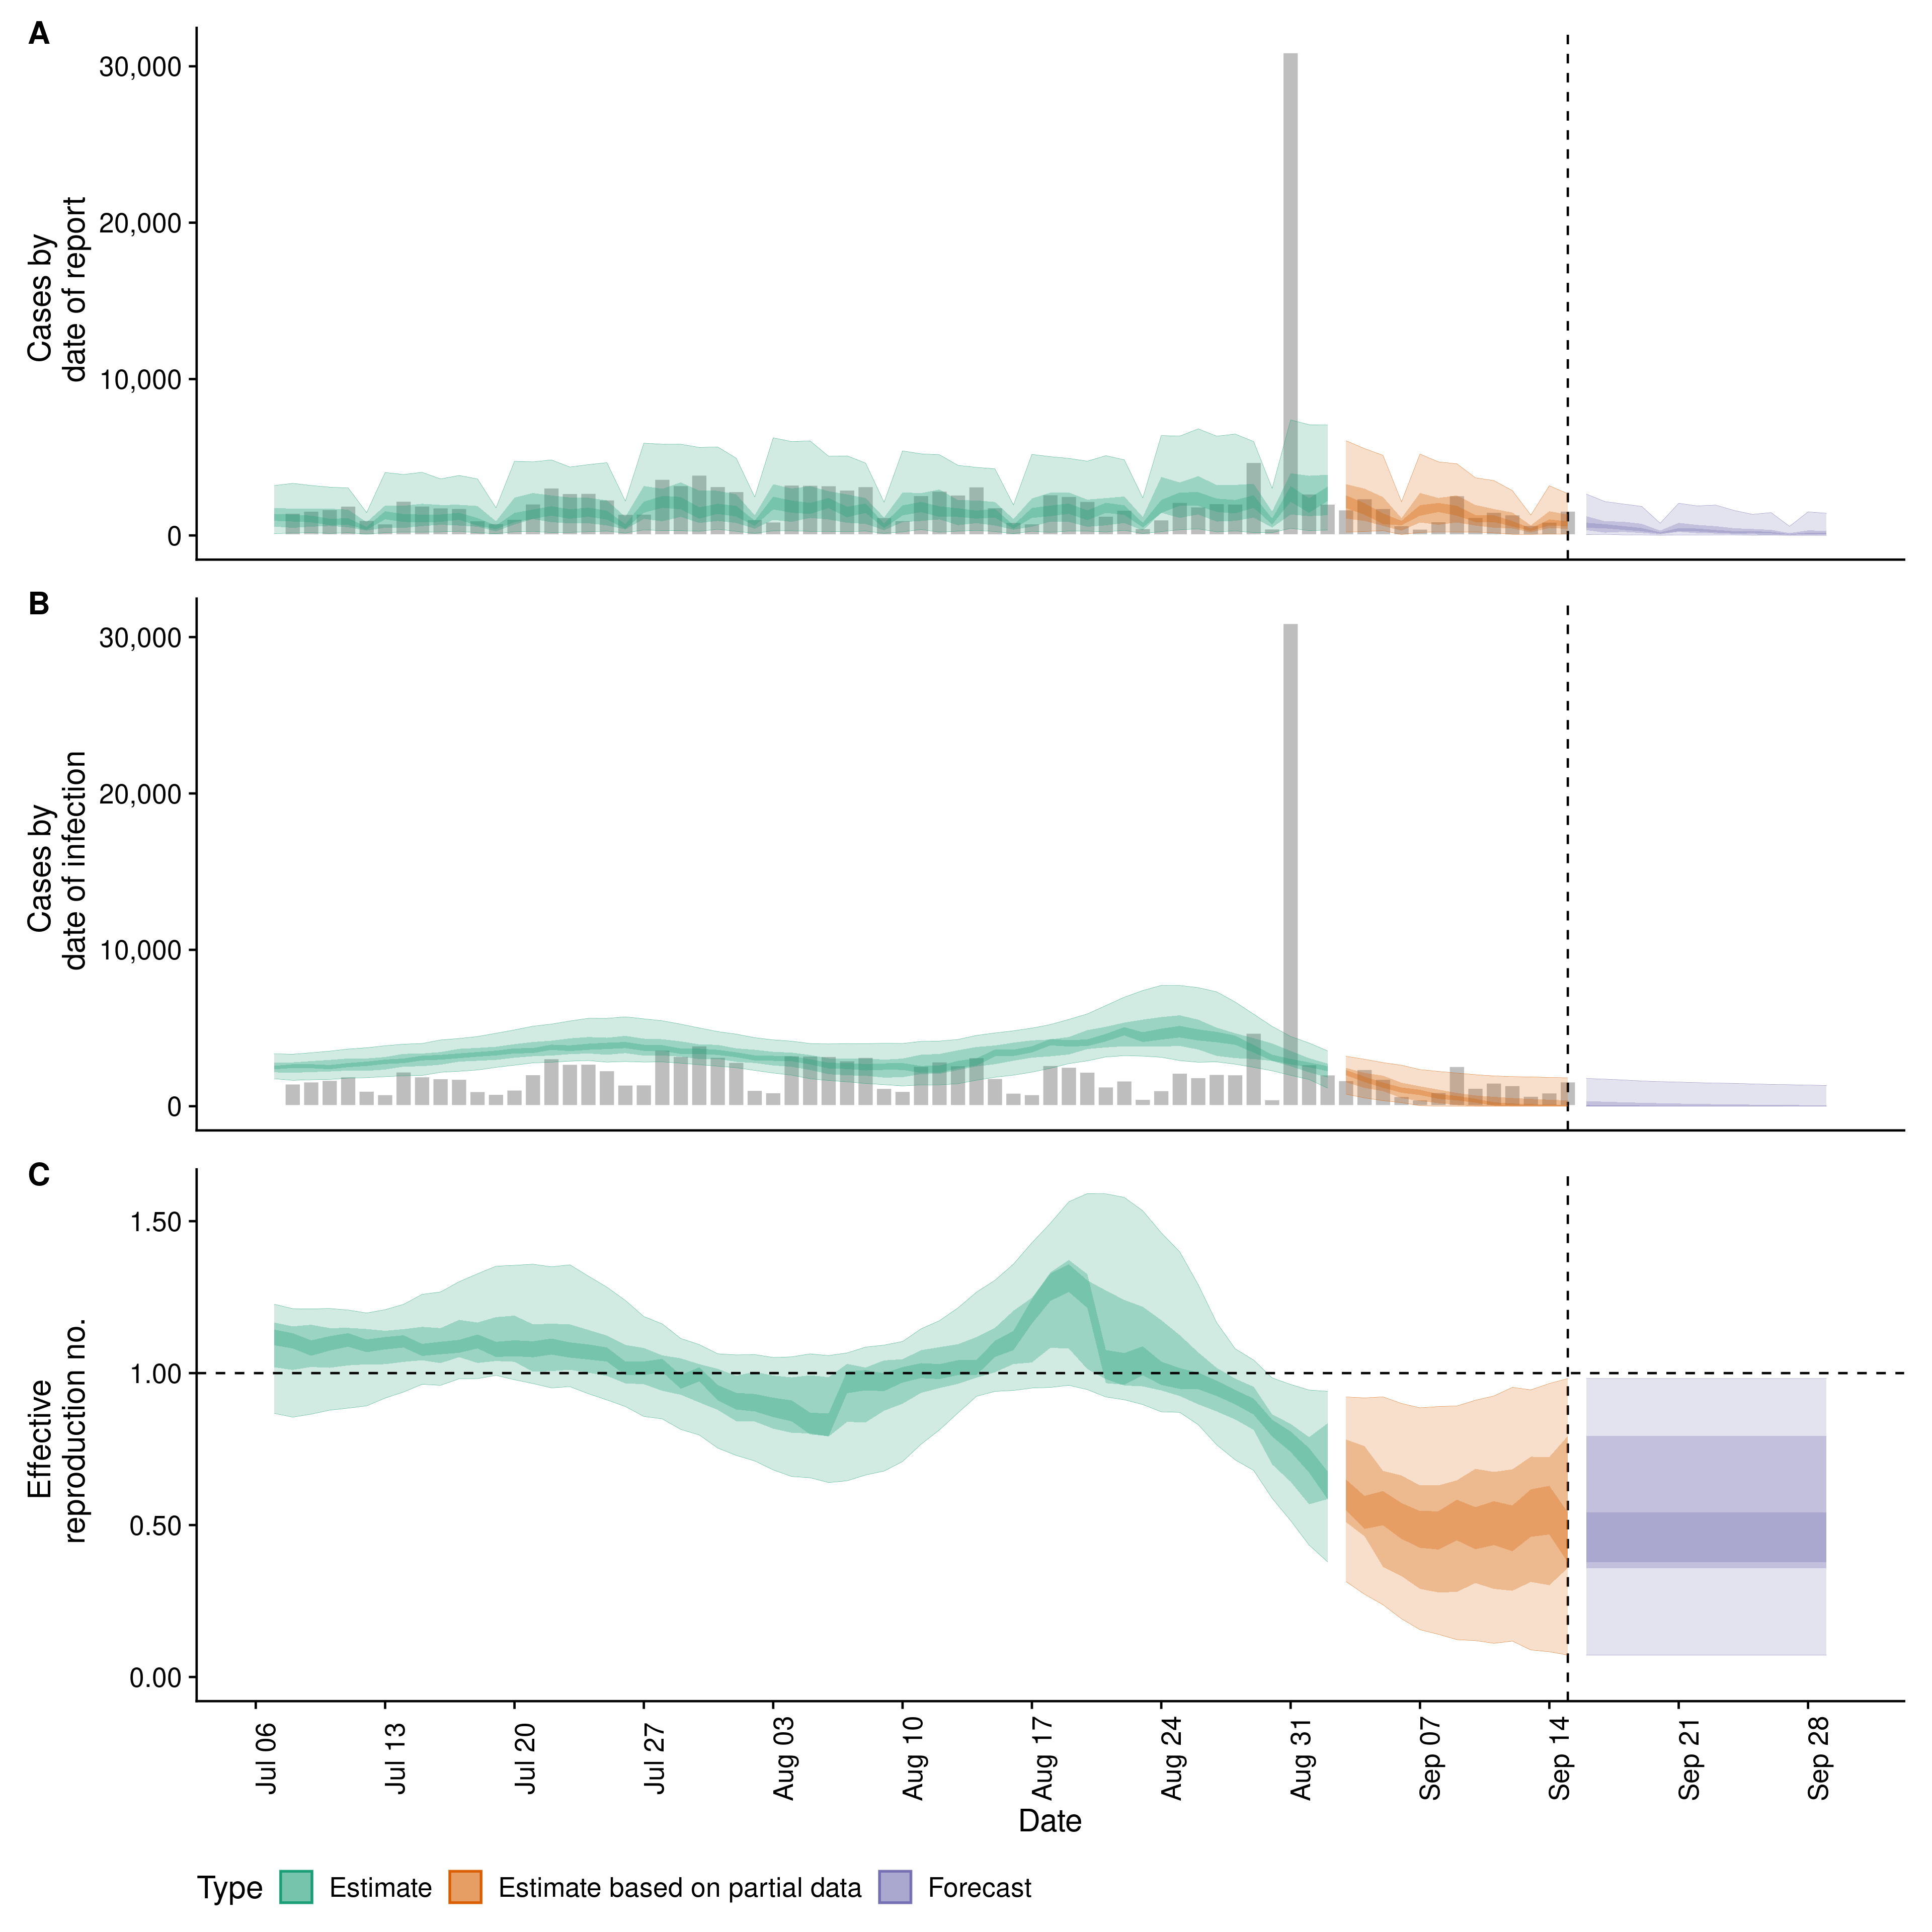 A
30,000
20,000
10,000
0
Cases by
date of report
B
30,000
20,000
10,000
0
Cases by
date of infection
C
1.50
1.00
0.50
0.00
Effective
reproduction no.
Jul 06
Jul 13
Jul 20
Jul 27
Aug 03
Aug 10
Aug 17
Aug 24
Aug 31
Sep 07
Sep 14
Sep 21
Sep 28
Date
Type Estimate Estimate based on partial data Forecast